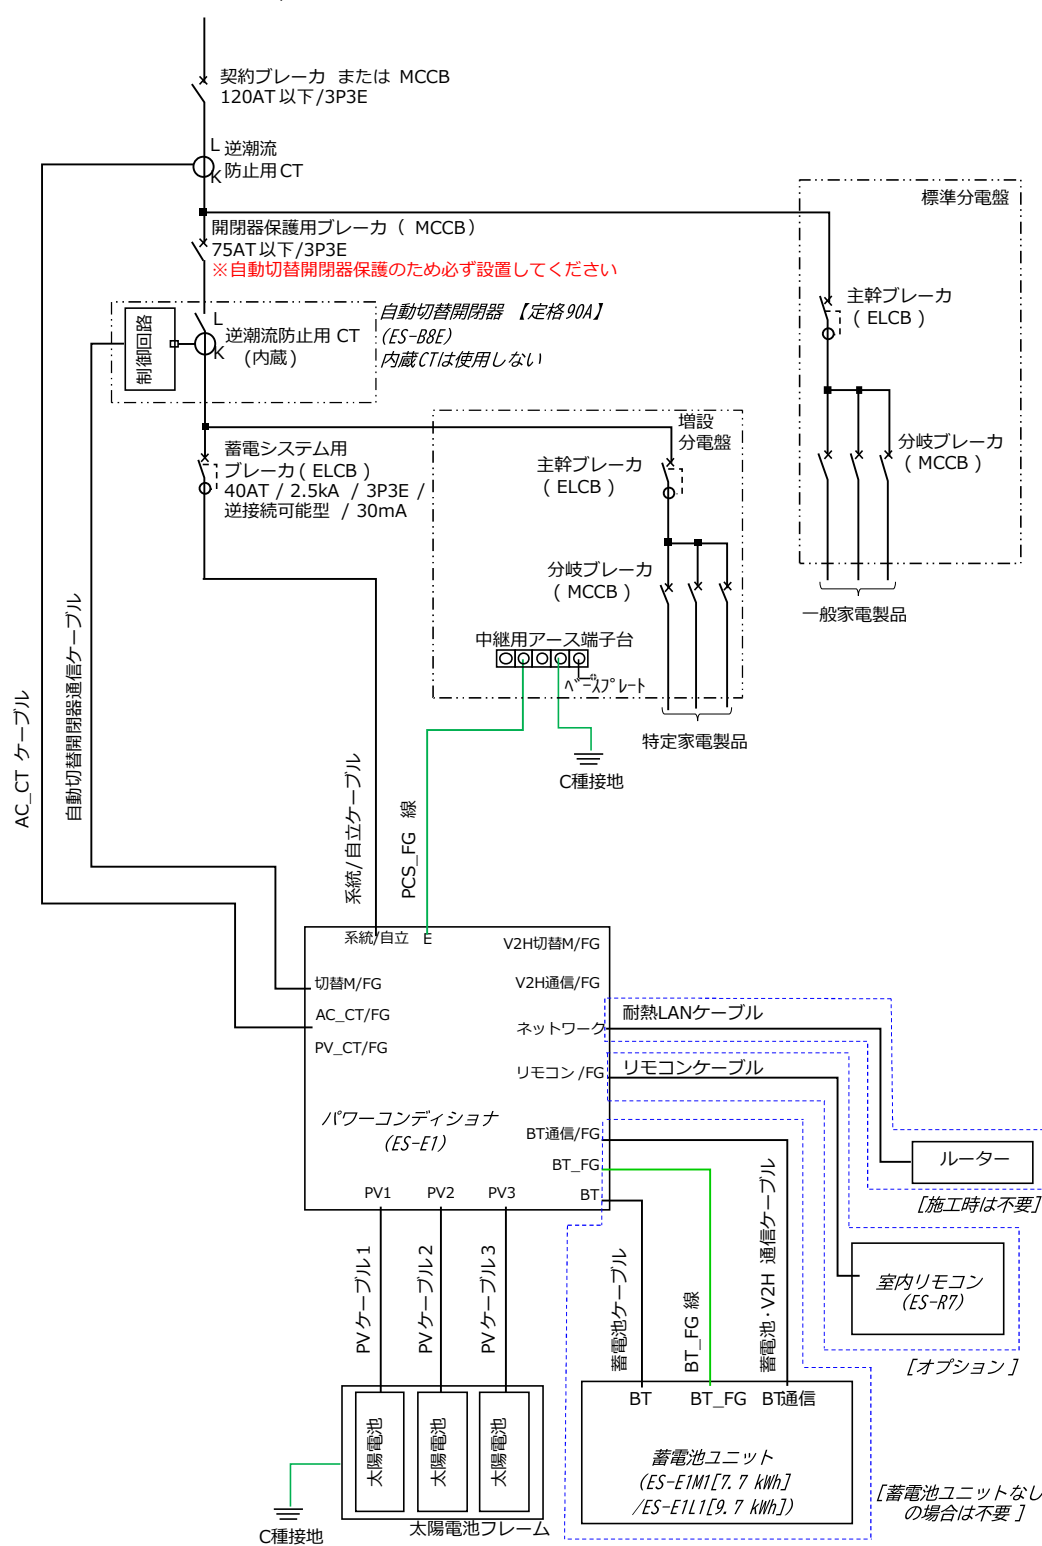 契約ブレーカ または MCCB
120AT以下/3P3E
L 逆潮流
K 防止用CT
標準分電盤
開閉器保護用ブレーカ( MCCB)
75AT以下/3P3E
※自動切替開閉器保護のため必ず設置してください
主幹ブレーカ
( ELCB )
自動切替開閉器 【定格90A】
(ES-B8E)
内蔵CTは使用しない
制御回路
L
K
逆潮流防止用 CT
(内蔵)
増設
分電盤
分岐ブレーカ
( MCCB )
蓄電システム用
ブレーカ( ELCB )
40AT / 2.5kA / 3P3E /
逆接続可能型 / 30mA
主幹ブレーカ
( ELCB )
分岐ブレーカ
( MCCB )
一般家電製品
中継用アース端子台
ベースプレート
特定家電製品
C種接地
AC_CT ケーブル
自動切替開閉器通信ケーブル
系統/自立ケーブル
PCS_FG 線
系統/自立
E
V2H切替M/FG
切替M/FG
V2H通信/FG
AC_CT/FG
ネットワーク
耐熱LANケーブル
PV_CT/FG
リモコン /FG
リモコンケーブル
パワーコンディショナ
(ES-E1)
BT通信/FG
BT_FG
BT
PV1
PV2
PV3
ルーター
[施工時は不要]
室内リモコン
(ES-R7)
[オプション ]
PVケーブル1
PVケーブル2
PVケーブル3
蓄電池ケーブル
BT_FG 線
蓄電池・V2H 通信ケーブル
BT
BT_FG
BT通信
太陽電池
太陽電池
太陽電池
蓄電池ユニット
(ES-E1M1[7.7 kWh]
/ES-E1L1[9.7 kWh])
[蓄電池ユニットなし
の場合は不要 ]
太陽電池フレーム
C種接地